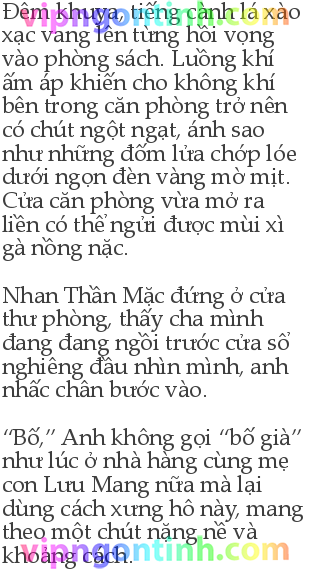 Đêm khuya, tiếng cành lá xào
xạc vang lên từng hồi vọng
vào phòng sách. Luồng khí
ấm áp khiến cho không khí
bên trong căn phòng trở nên
có chút ngột ngạt, ánh sao
như những đốm lửa chớp lóe
dưới ngọn đèn vàng mờ mịt.
Cửa căn phòng vừa mở ra
liền có thể ngửi được mùi xì
gà nồng nặc.
Nhan Thần Mặc đứng ở cửa
thư phòng, thấy cha mình
đang đang ngồi trước cửa sổ
nghiêng đầu nhìn mình, anh
nhấc chân bước vào.
“Bố,” Anh không gọi “bố già”
như lúc ở nhà hàng cùng mẹ
con Lưu Mang nữa mà lại
dùng cách xưng hô này, mang
theo một chút nặng nề và
khoảng cách.
vipngontinh.com
vipngontinh.com